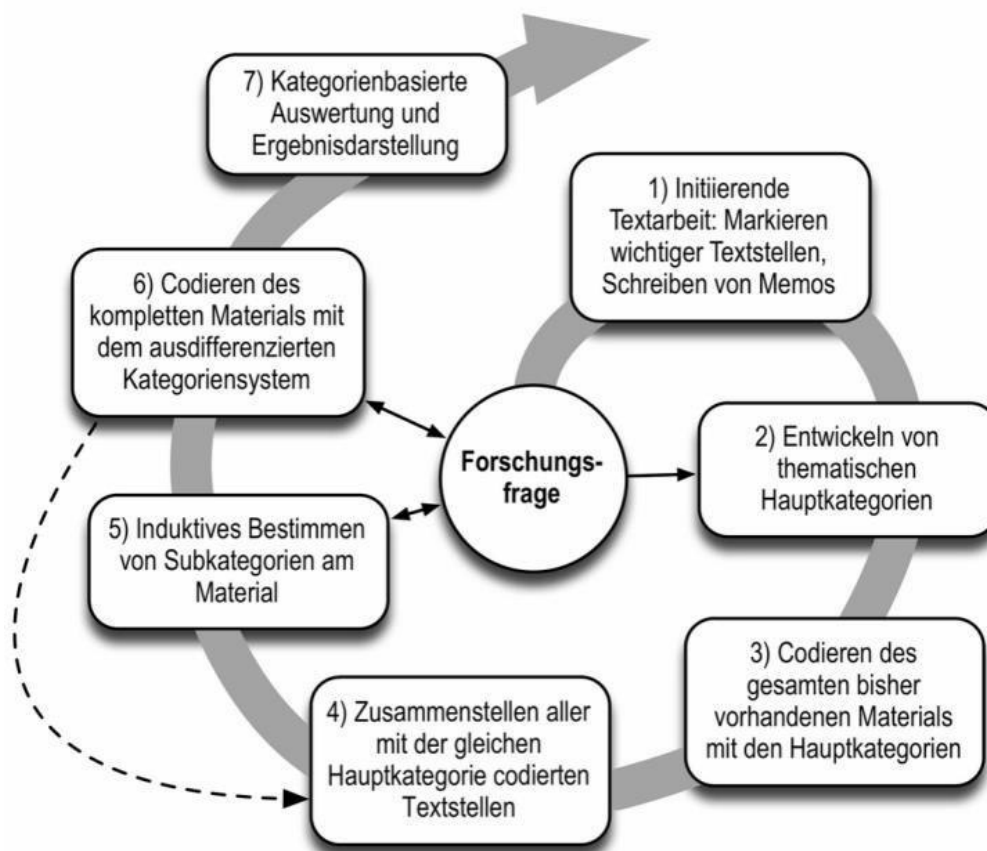 7) Kategorienbasierte
Auswertung und
Ergebnisdarstellung
1) Initiierende
Textarbeit: Markieren
wichtiger Textstellen,
Schreiben von Memos
6) Codieren des
kompletten Materials mit
dem ausdifferenzierten
Kategoriensystem
Forschungs-
frage
2) Entwickeln von
thematischen
Hauptkategorien
5) Induktives Bestimmen
von Subkategorien am
Material
3) Codieren des
gesamten bisher
vorhandenen Materials
mit den Hauptkategorien
4) Zusammenstellen aller
mit der gleichen
Hauptkategorie codierten
Textstellen